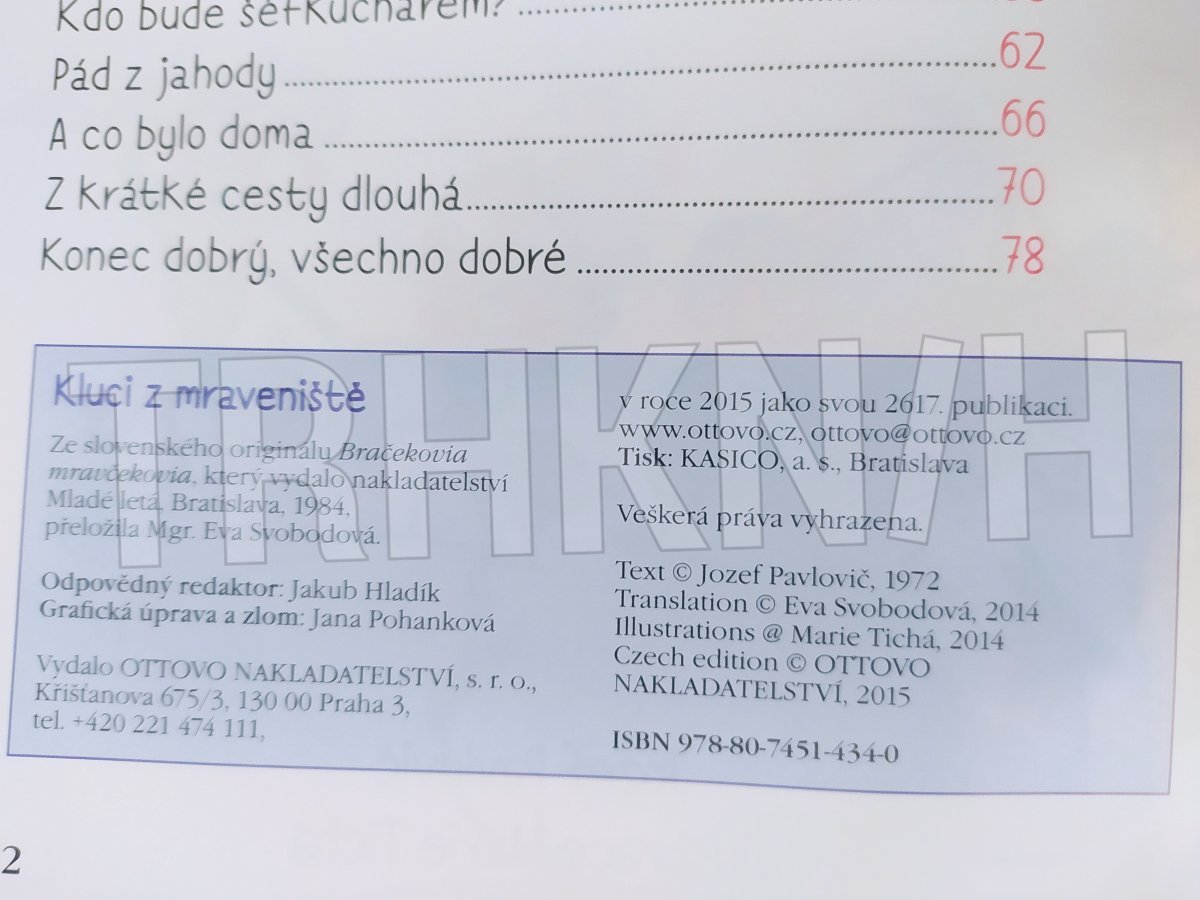 Kdo bude šéfkuchařem?
Pád z jahody 62
A co bylo doma 66
Z krátké cesty dlouhá 70
Konec dobrý, všechno dobré 78
Kluci z mraveniště
Ze slovenského originálu Bračekovia
mravčekovia, který vydalo nakladatelství
Mladé letá, Bratislava, 1984,
přeložila Mgr. Eva Svobodová.
Odpovědný redaktor: Jakub Hladík
Grafická úprava a zlom: Jana Pohanková
Vydalo OTTOVO NAKLADATELSTVÍ, s. r. o.,
Křišťanova 675/3, 130 00 Praha 3,
tel. +420 221 474 111,
v roce 2015 jako svou 2617. publikaci.
www.ottovo.cz, ottovo@ottovo.cz
Tisk: KASICO, a. s., Bratislava
Veškerá práva vyhrazena.
Text © Jozef Pavlovič, 1972
Translation © Eva Svobodová, 2014
Illustrations @ Marie Tichá, 2014
Czech edition © OTTOVO
NAKLADATELSTVÍ, 2015
ISBN 978-80-7451-434-0
TRHKNIH
2